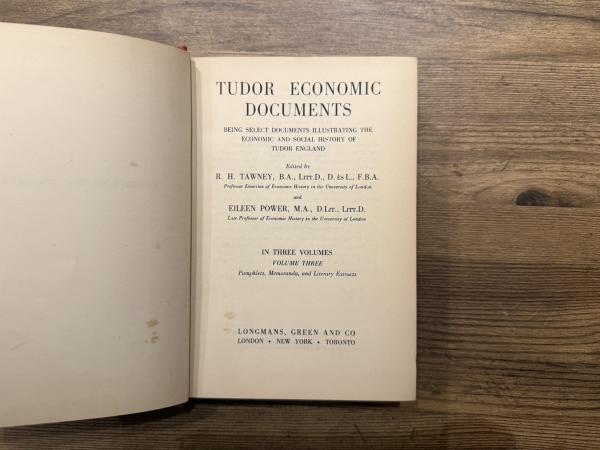 TUDOR ECONOMIC
DOCUMENTS
BEING SELECT DOCUMENTS ILLUSTRATING THE
ECONOMIC AND SOCIAL HISTORY OF
TUDOR ENGLAND
Edited by
R. H. TAWNEY, B.A., LITT.D., D. ÈS L., F.B.A.
Professor Emeritus of Economic History in the University of London
and
EILEEN POWER, M.A., D.LIT., LITT.D.
Late Professor of Economic History in the University of London
IN THREE VOLUMES
VOLUME THREE
Pamphlets, Memoranda, and Literary Extracts
LONGMANS, GREEN AND CO
LONDON • NEW YORK • TORONTO